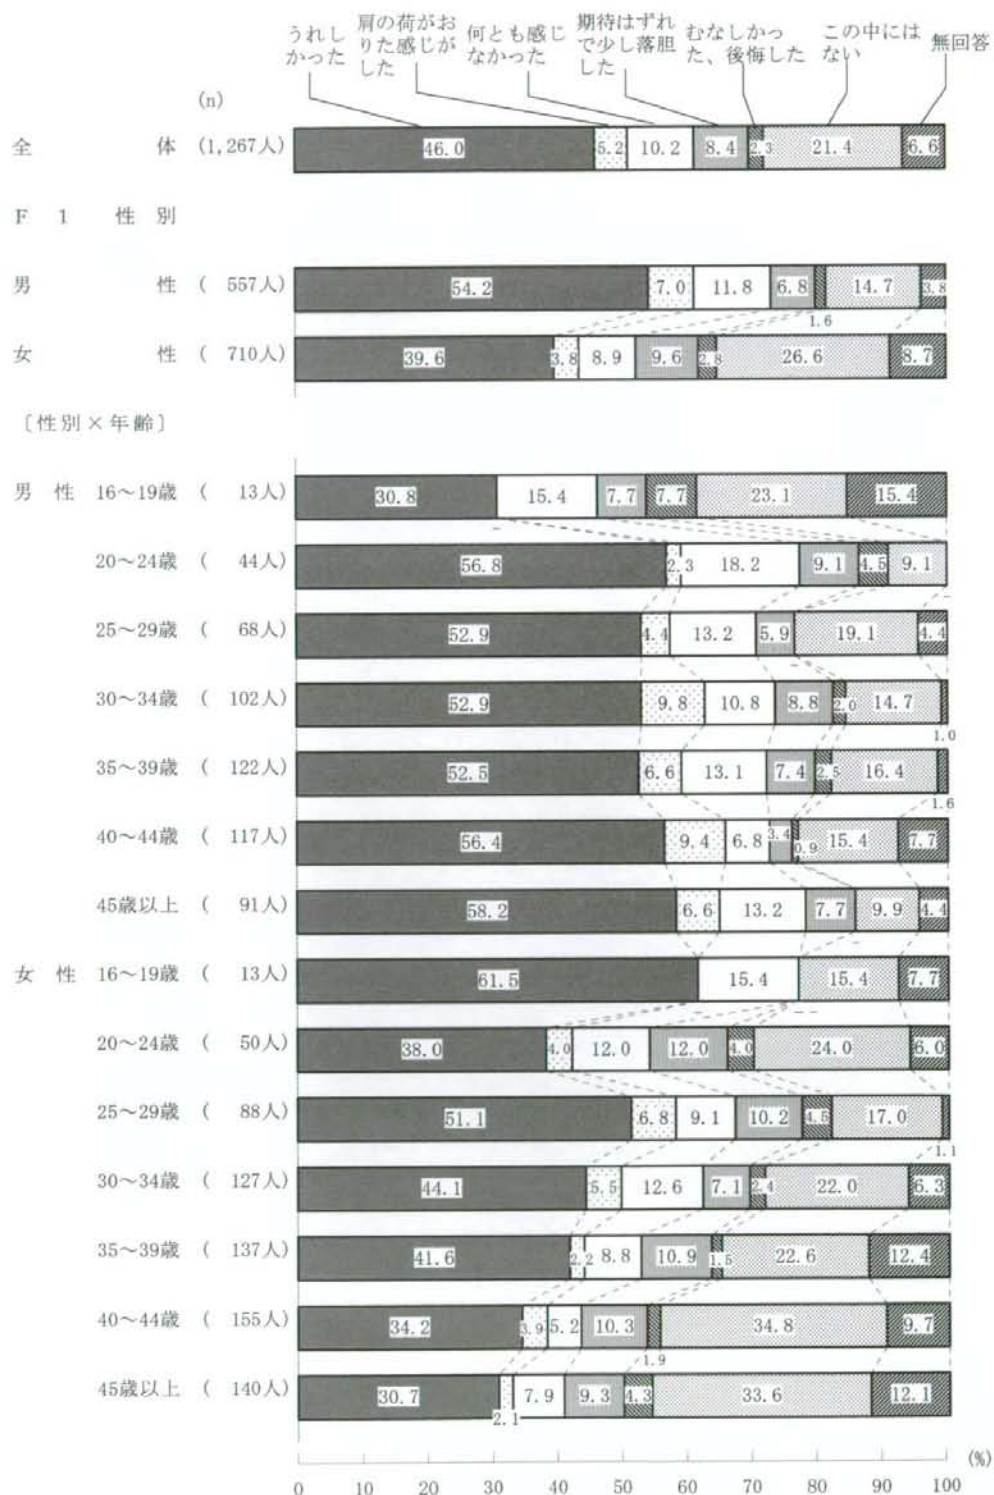 うれし
かった
肩の荷がお
りた感じが
した
何とも感じ
なかった
期待はずれ
で少し落胆
した
むなしかっ
た、後悔した
この中には
ない
無回答
(n)
全体 (1,267人) 46.0 5.2 10.2 8.4 2.3 21.4 6.6
F1 性別
男性 ( 557人) 54.2 7.0 11.8 6.8 14.7 3.8
1.6
女性 ( 710人) 39.6 3.8 8.9 9.6 2.8 26.6 8.7
〔性別×年齢〕
男性 16～19歳 ( 13人) 30.8 15.4 7.7 7.7 23.1 15.4
20～24歳 ( 44人) 56.8 2.3 18.2 9.1 4.5 9.1
25～29歳 ( 68人) 52.9 4.4 13.2 5.9 19.1 4.4
30～34歳 ( 102人) 52.9 9.8 10.8 8.8 2.0 14.7
1.0
35～39歳 ( 122人) 52.5 6.6 13.1 7.4 2.5 16.4
1.6
40～44歳 ( 117人) 56.4 9.4 6.8 3.4 0.9 15.4 7.7
45歳以上 ( 91人) 58.2 6.6 13.2 7.7 9.9 4.4
女性 16～19歳 ( 13人) 61.5 15.4 15.4 7.7
20～24歳 ( 50人) 38.0 4.0 12.0 12.0 4.0 24.0 6.0
25～29歳 ( 88人) 51.1 6.8 9.1 10.2 4.5 17.0
1.1
30～34歳 ( 127人) 44.1 5.5 12.6 7.1 2.4 22.0 6.3
35～39歳 ( 137人) 41.6 2.2 8.8 10.9 1.5 22.6 12.4
40～44歳 ( 155人) 34.2 3.9 5.2 10.3 34.8 9.7
1.9
45歳以上 ( 140人) 30.7 7.9 9.3 4.3 33.6 12.1
2.1
0 10 20 30 40 50 60 70 80 90 100 (%)